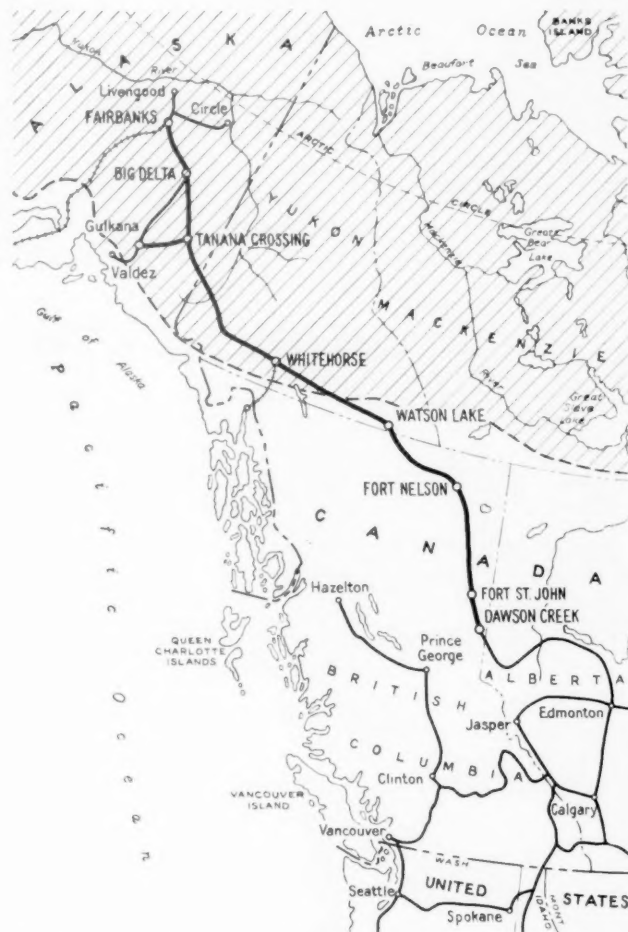 BANKS
ISLAND
Arctic Ocean
Beaufort
Sea
ALASKA
Yukon
River
Livengood
Circle
FAIRBANKS
ARCTIC
CIRCLE
BIG DELTA
YUKON
Great
Bear
Lake
Mackenzie
Gulkana
TANANA CROSSING
Valdez
MACKENZIE
Gulf of
Alaska
WHITEHORSE
River
Great
Slave
Lake
WATSON LAKE
Pacific
Ocean
FORT NELSON
CANADA
Hazelton
FORT ST. JOHN
DAWSON CREEK
QUEEN
CHARLOTTE
ISLANDS
Prince
George
BRITISH
COLUMBIA
ALBERTA
Jasper
Edmonton
Clinton
VANCOUVER
ISLAND
Calgary
Vancouver
WASH
Seattle
UNITED
STATES
MONT
IDAHO
Spokane